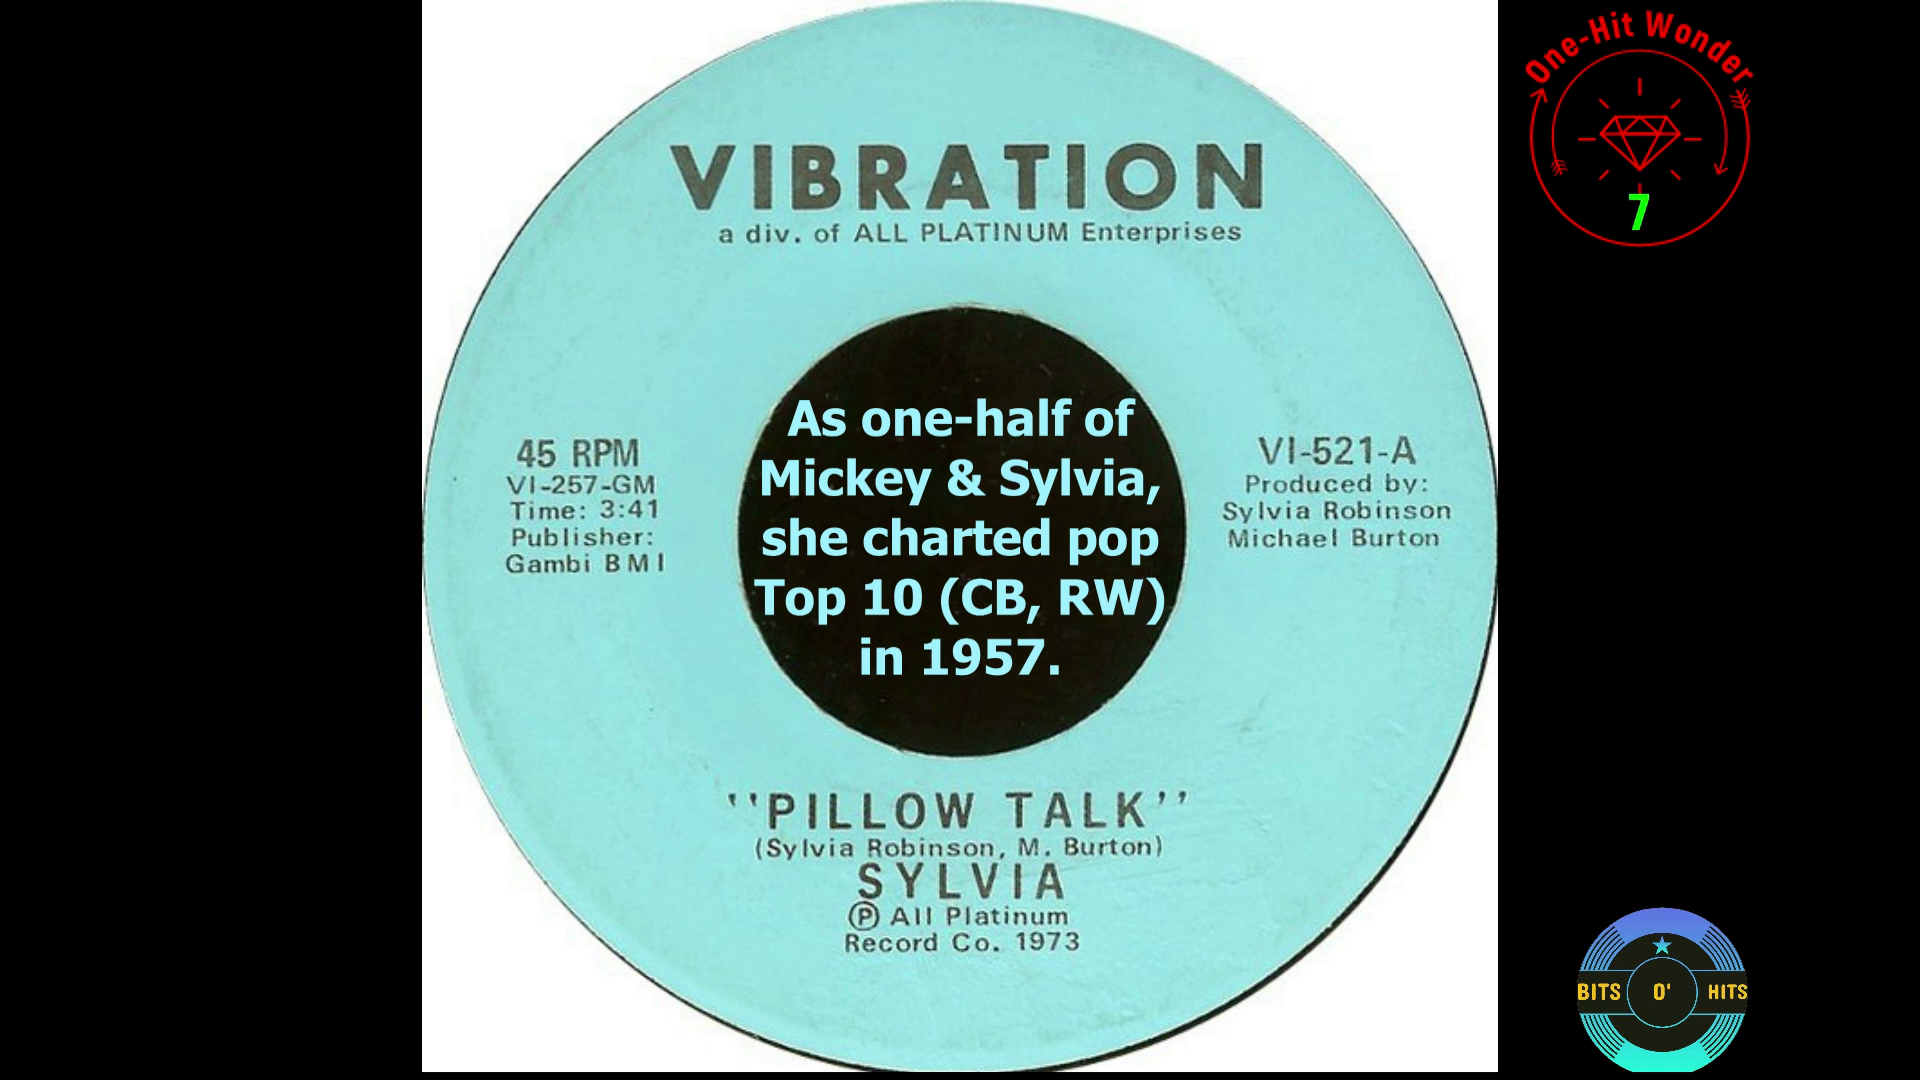 One-Hit Wonder
7
VIBRATION
a div. of ALL PLATINUM Enterprises
45 RPM
VI-257-GM
Time: 3:41
Publisher:
Gambi BMI
As one-half of
Mickey & Sylvia,
she charted pop
Top 10 (CB, RW)
in 1957.
VI-521-A
Produced by:
Sylvia Robinson
Michael Burton
''PILLOW TALK''
(Sylvia Robinson, M. Burton)
SYLVIA
Ⓟ All Platinum
Record Co. 1973
BITS O' HITS